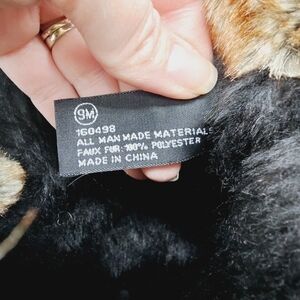 9M
160498
ALL MAN MADE MATERIALS
FAUX FUR: 100% POLYESTER
MADE IN CHINA